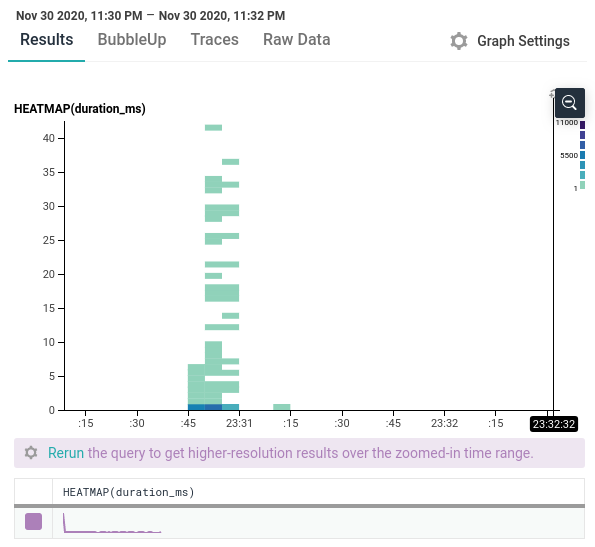 Nov 30 2020, 11:30 PM – Nov 30 2020, 11:32 PM
Results BubbleUp Traces Raw Data Graph Settings
HEATMAP(duration_ms)
11000
5500
1
40
35
30
25
20
15
10
5
0
:15 :30 :45 23:31 :15 :30 :45 23:32 :15 23:32:32
Rerun the query to get higher-resolution results over the zoomed-in time range.
HEATMAP(duration_ms)